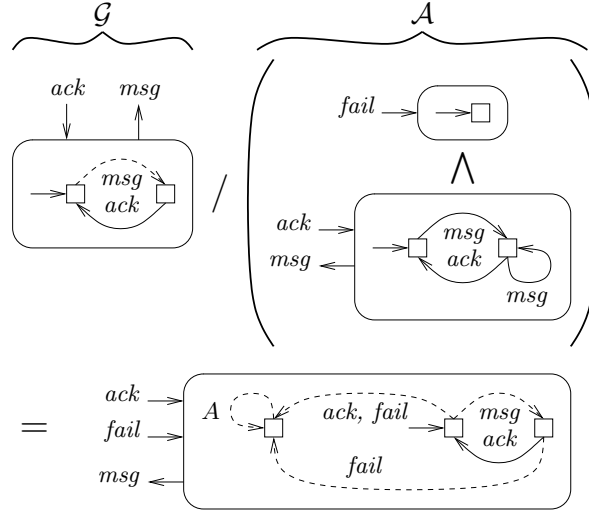 𝒢 𝒜
ack msg
msg
ack
/
fail
∧
ack
msg
msg
ack
msg
=
ack
fail
msg
A
ack, fail
msg
ack
fail